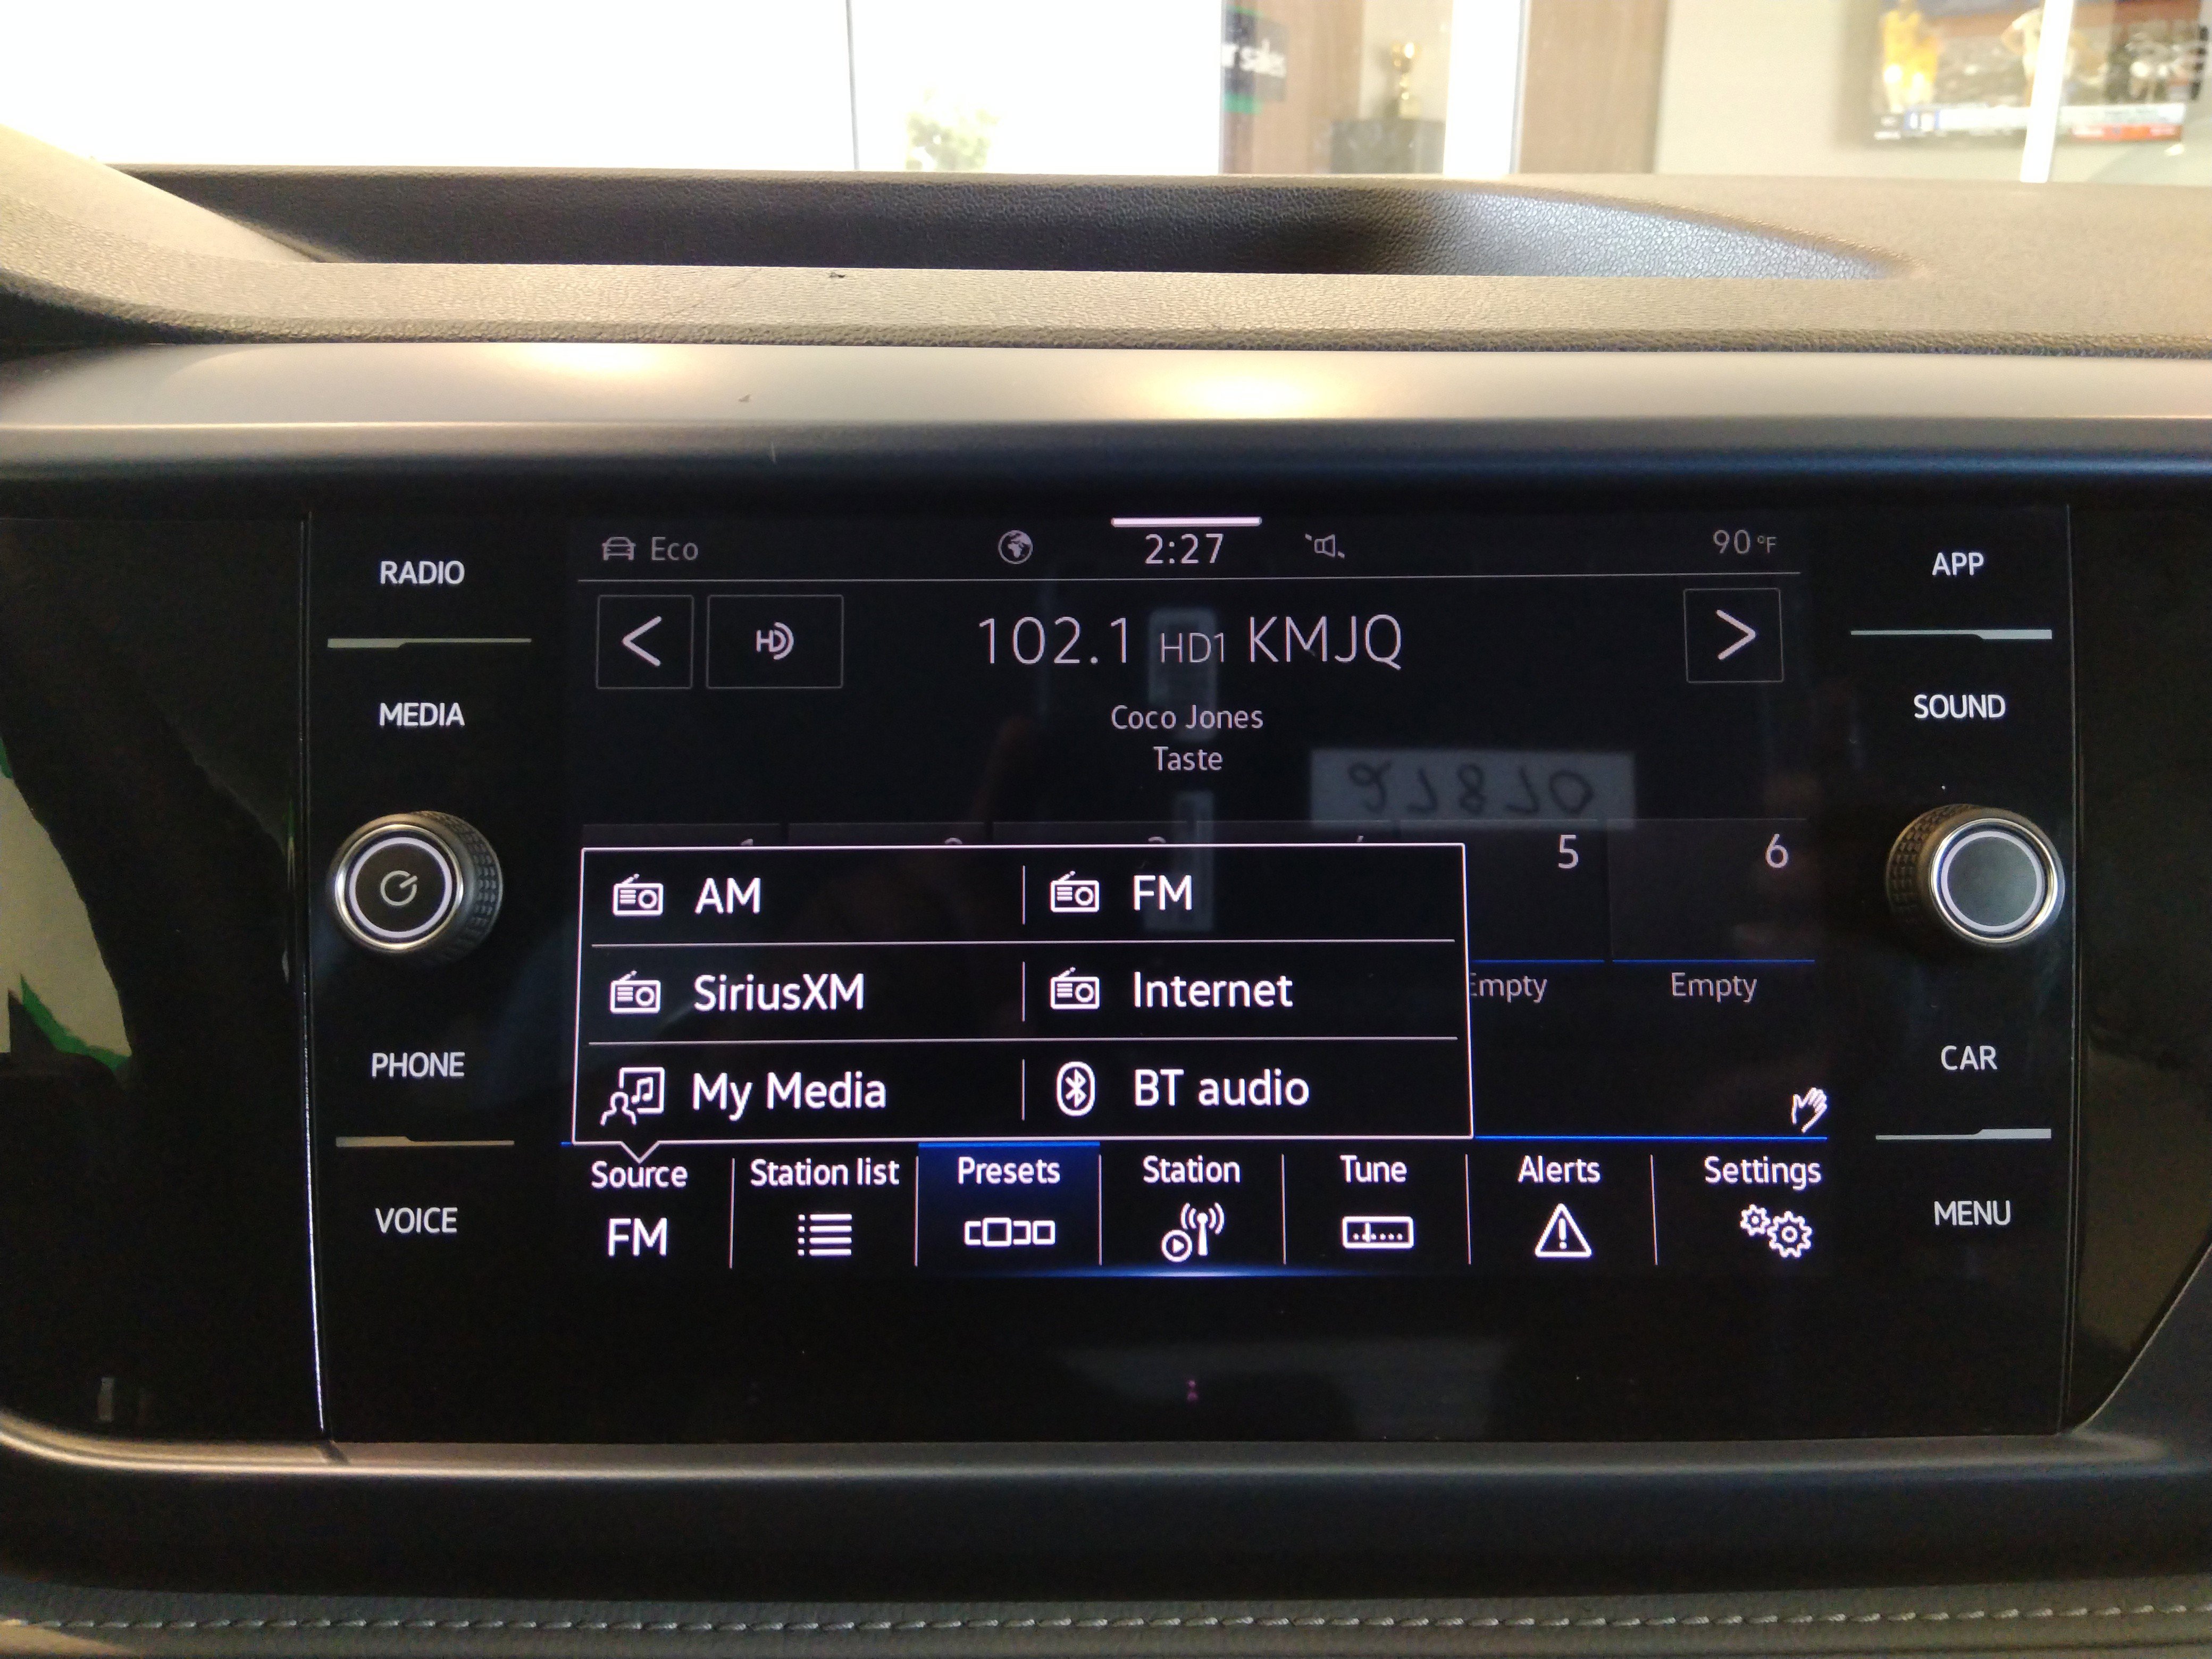 r sales
RADIO
MEDIA
PHONE
VOICE
Eco
2:27
90 °F
HD
102.1 HD1 KMJQ
Coco Jones
Taste
5
6
AM
FM
SiriusXM
Internet
My Media
BT audio
Empty
Empty
Source
FM
Station list
Presets
Station
Tune
Alerts
Settings
APP
SOUND
CAR
MENU